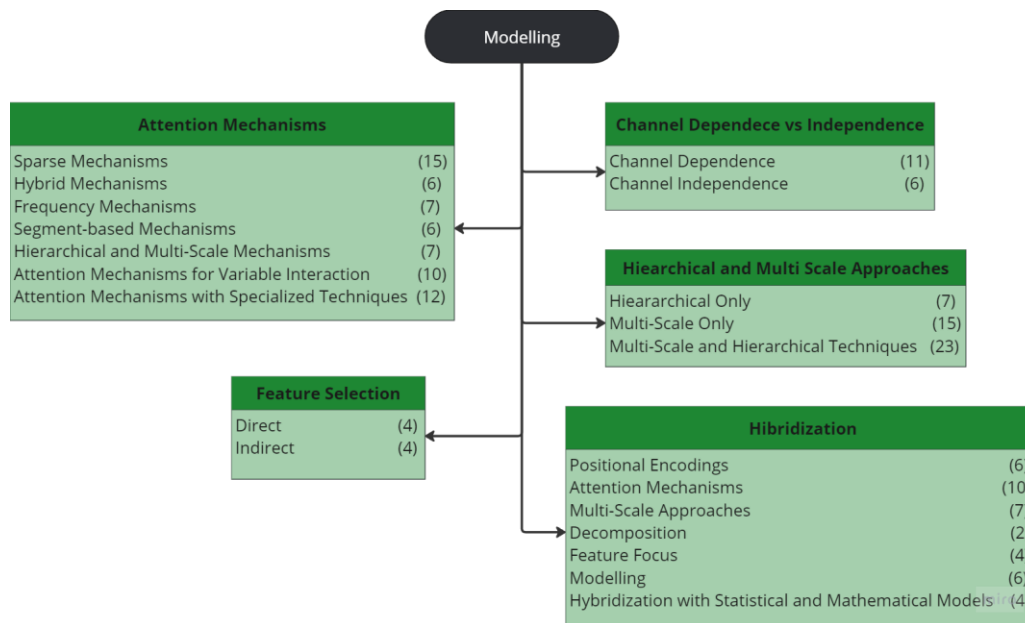 Modelling
Attention Mechanisms
Sparse Mechanisms (15)
Hybrid Mechanisms (6)
Frequency Mechanisms (7)
Segment-based Mechanisms (6)
Hierarchical and Multi-Scale Mechanisms (7)
Attention Mechanisms for Variable Interaction (10)
Attention Mechanisms with Specialized Techniques (12)
Channel Dependece vs Independence
Channel Dependence (11)
Channel Independence (6)
Hiearchical and Multi Scale Approaches
Hieararchical Only (7)
Multi-Scale Only (15)
Multi-Scale and Hierarchical Techniques (23)
Feature Selection
Direct (4)
Indirect (4)
Hibridization
Positional Encodings (6)
Attention Mechanisms (10
Multi-Scale Approaches (7
Decomposition (2
Feature Focus (4
Modelling (6)
Hybridization with Statistical and Mathematical Models (4